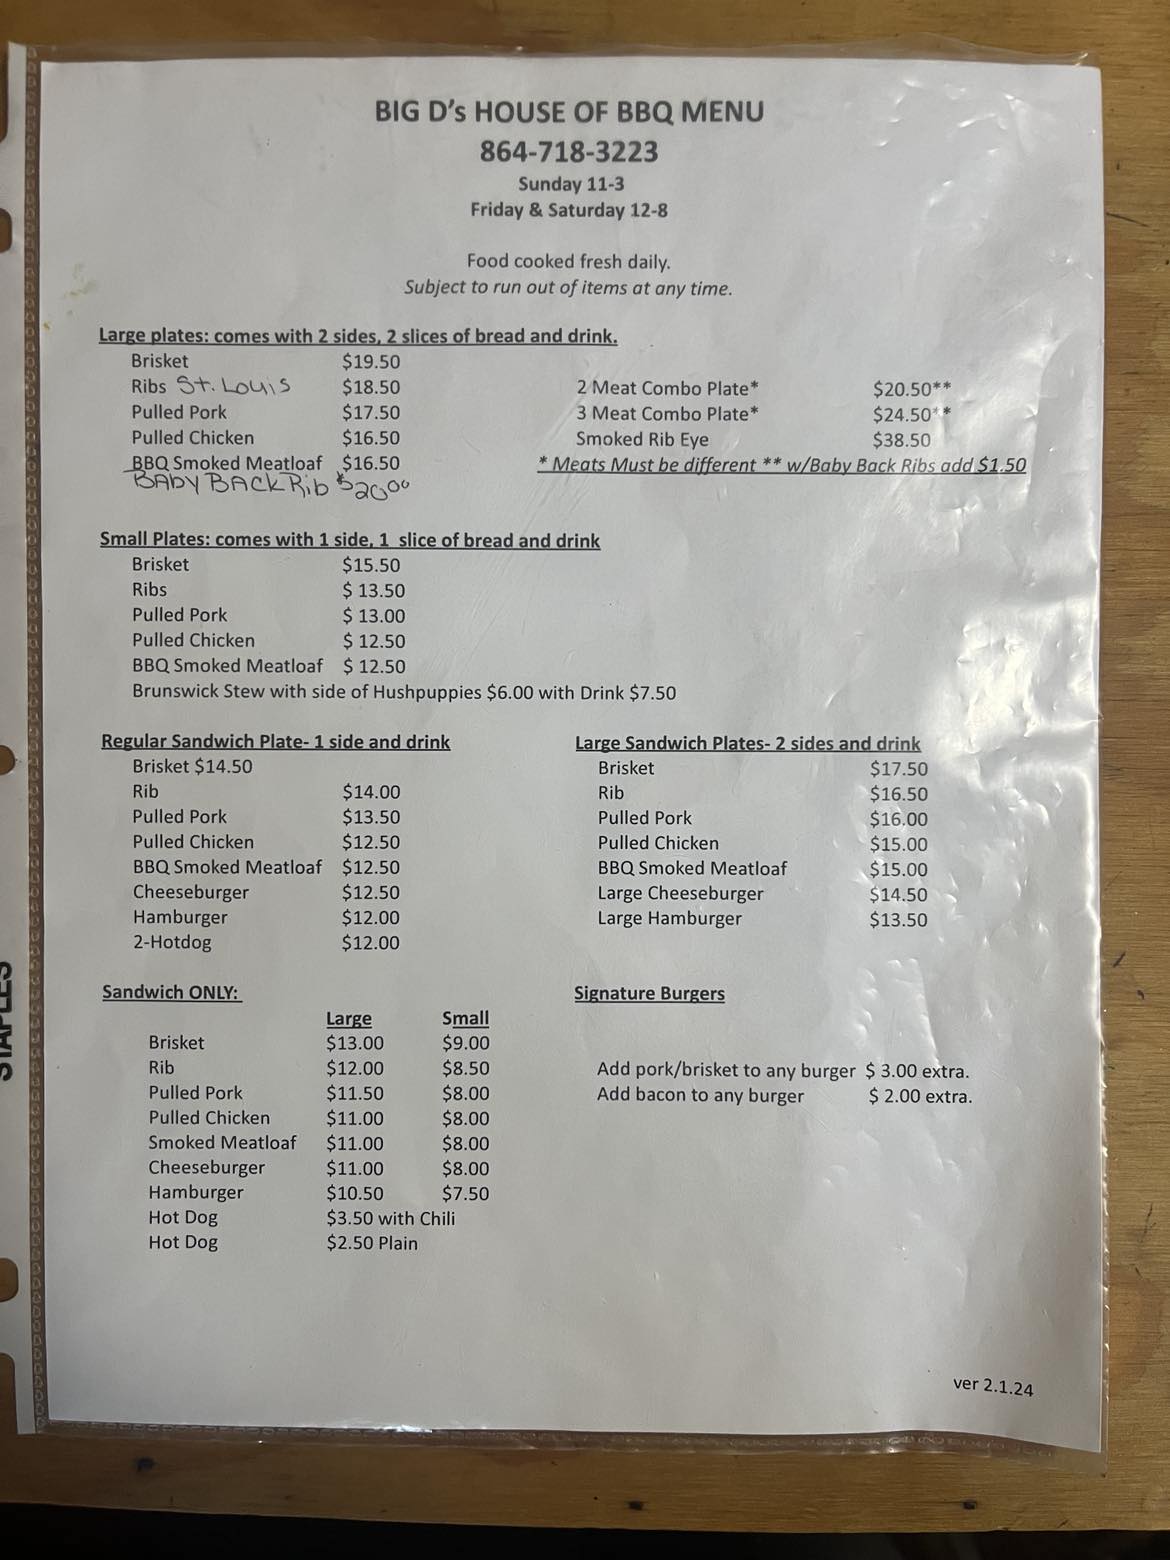 BIG D's HOUSE OF BBQ MENU
864-718-3223
Sunday 11-3
Friday & Saturday 12-8
Food cooked fresh daily.
Subject to run out of items at any time.
Large plates: comes with 2 sides, 2 slices of bread and drink.
Brisket $19.50
Ribs St. Louis $18.50
Pulled Pork $17.50
Pulled Chicken $16.50
BBQ Smoked Meatloaf $16.50
BABY BACK Rib $20.00
2 Meat Combo Plate* $20.50**
3 Meat Combo Plate* $24.50**
Smoked Rib Eye $38.50
* Meats Must be different ** w/Baby Back Ribs add $1.50
Small Plates: comes with 1 side, 1 slice of bread and drink
Brisket $15.50
Ribs $ 13.50
Pulled Pork $ 13.00
Pulled Chicken $ 12.50
BBQ Smoked Meatloaf $ 12.50
Brunswick Stew with side of Hushpuppies $6.00 with Drink $7.50
Regular Sandwich Plate- 1 side and drink
Brisket $14.50
Rib $14.00
Pulled Pork $13.50
Pulled Chicken $12.50
BBQ Smoked Meatloaf $12.50
Cheeseburger $12.50
Hamburger $12.00
2-Hotdog $12.00
Large Sandwich Plates- 2 sides and drink
Brisket $17.50
Rib $16.50
Pulled Pork $16.00
Pulled Chicken $15.00
BBQ Smoked Meatloaf $15.00
Large Cheeseburger $14.50
Large Hamburger $13.50
Sandwich ONLY:
Large Small
Brisket $13.00 $9.00
Rib $12.00 $8.50
Pulled Pork $11.50 $8.00
Pulled Chicken $11.00 $8.00
Smoked Meatloaf $11.00 $8.00
Cheeseburger $11.00 $8.00
Hamburger $10.50 $7.50
Hot Dog $3.50 with Chili
Hot Dog $2.50 Plain
Signature Burgers
Add pork/brisket to any burger $ 3.00 extra.
Add bacon to any burger $ 2.00 extra.
ver 2.1.24
STAPLES